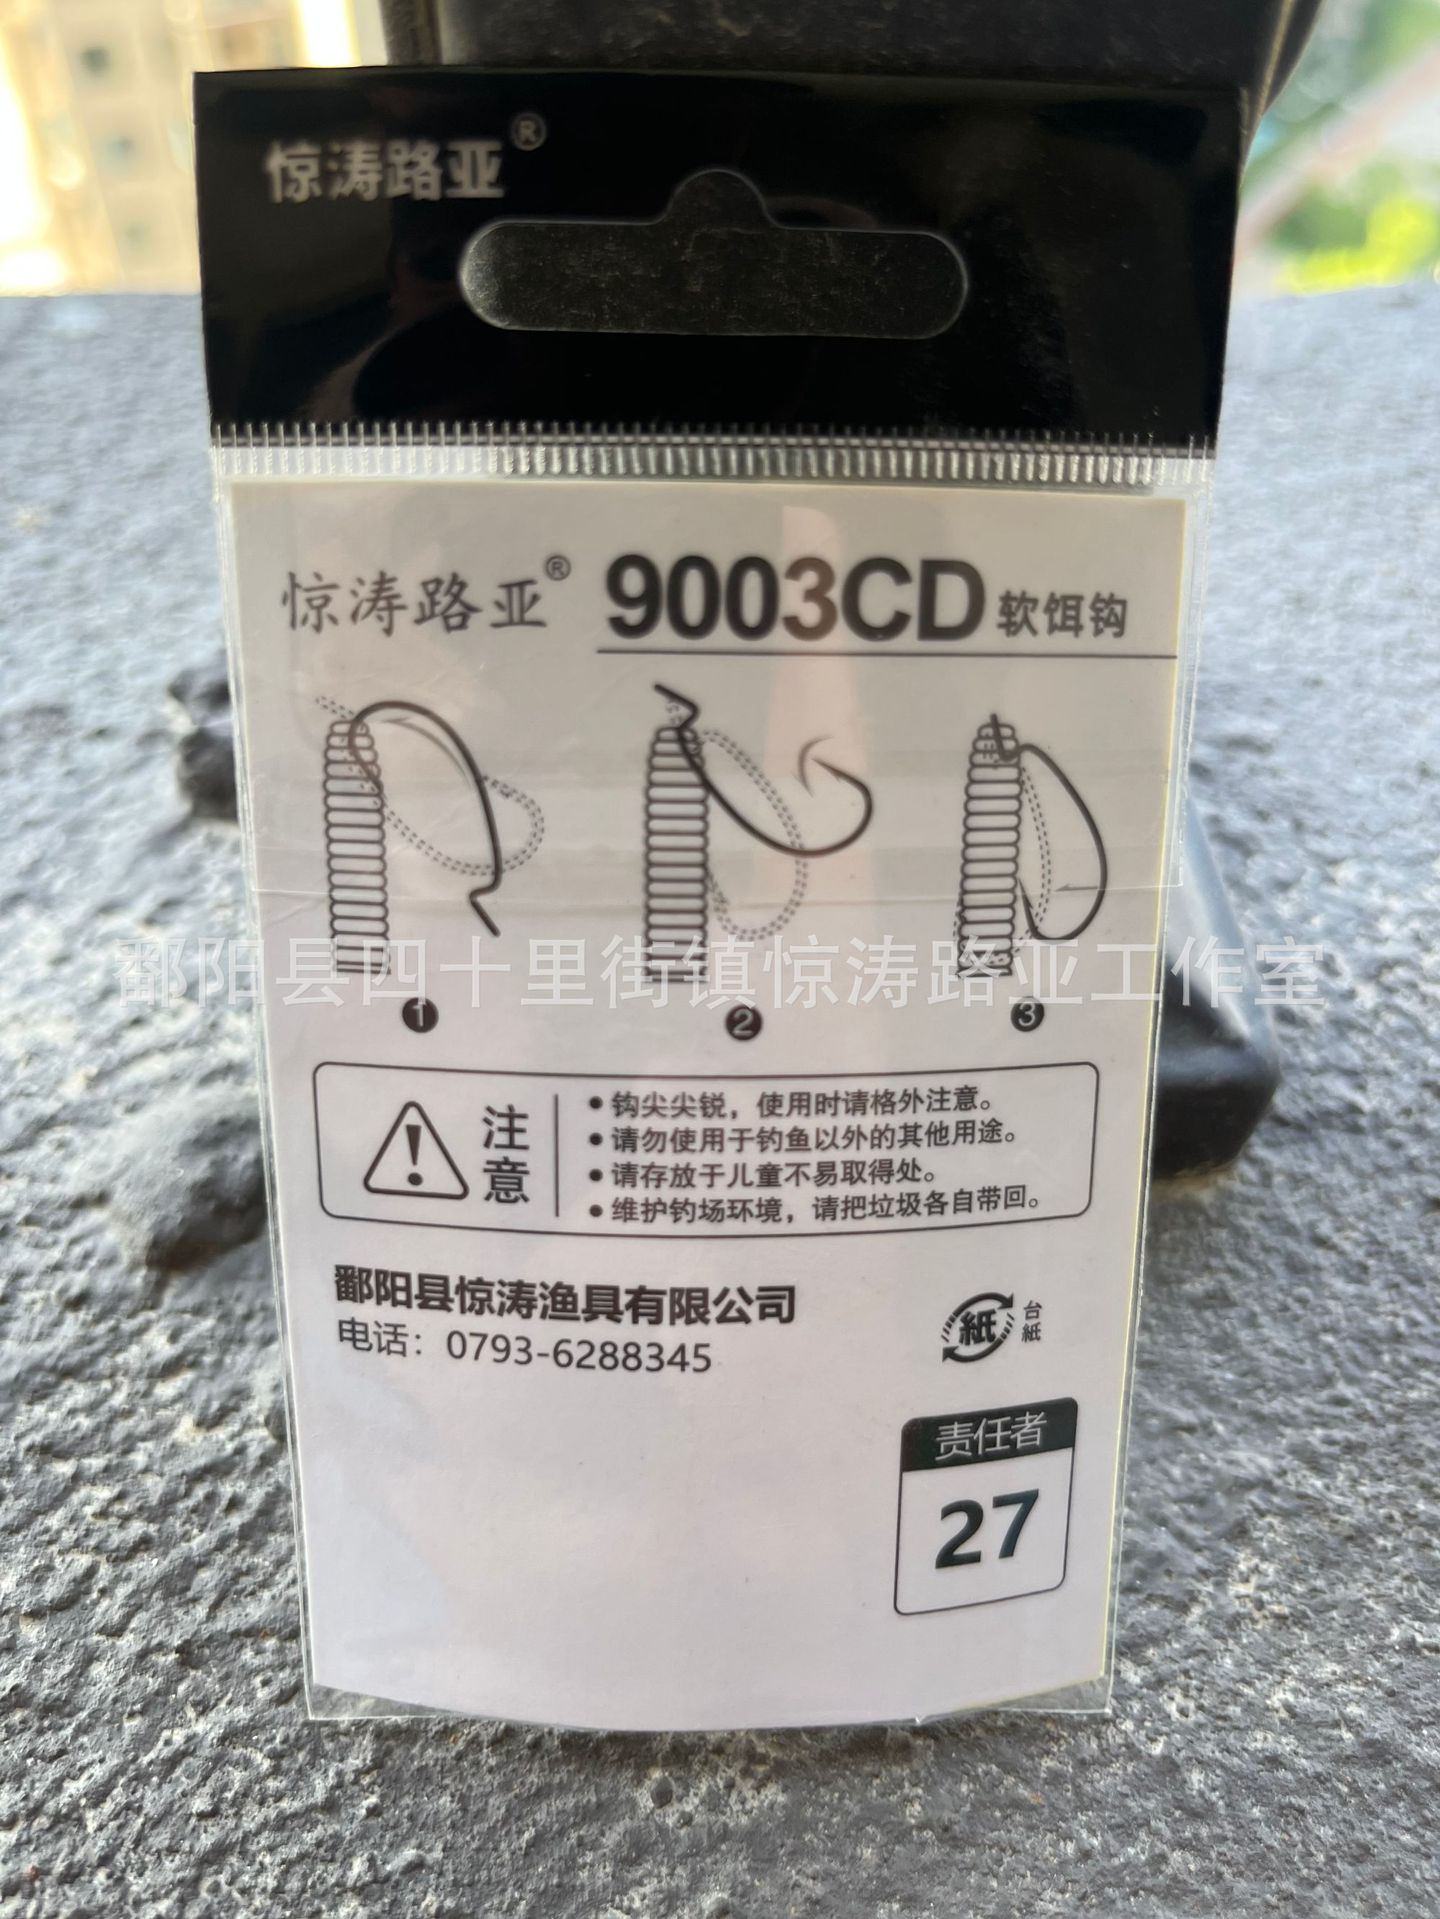 惊涛路亚®
惊涛路亚® 9003CD 软饵钩
鄱阳县四十里街镇惊涛路亚工作室
1 2 3
注意
• 钩尖尖锐，使用时请格外注意。
• 请勿使用于钓鱼以外的其他用途。
• 请存放于儿童不易取得处。
• 维护钓场环境，请把垃圾各自带回。
鄱阳县惊涛渔具有限公司
电话：0793-6288345
紙 台紙
责任者
27